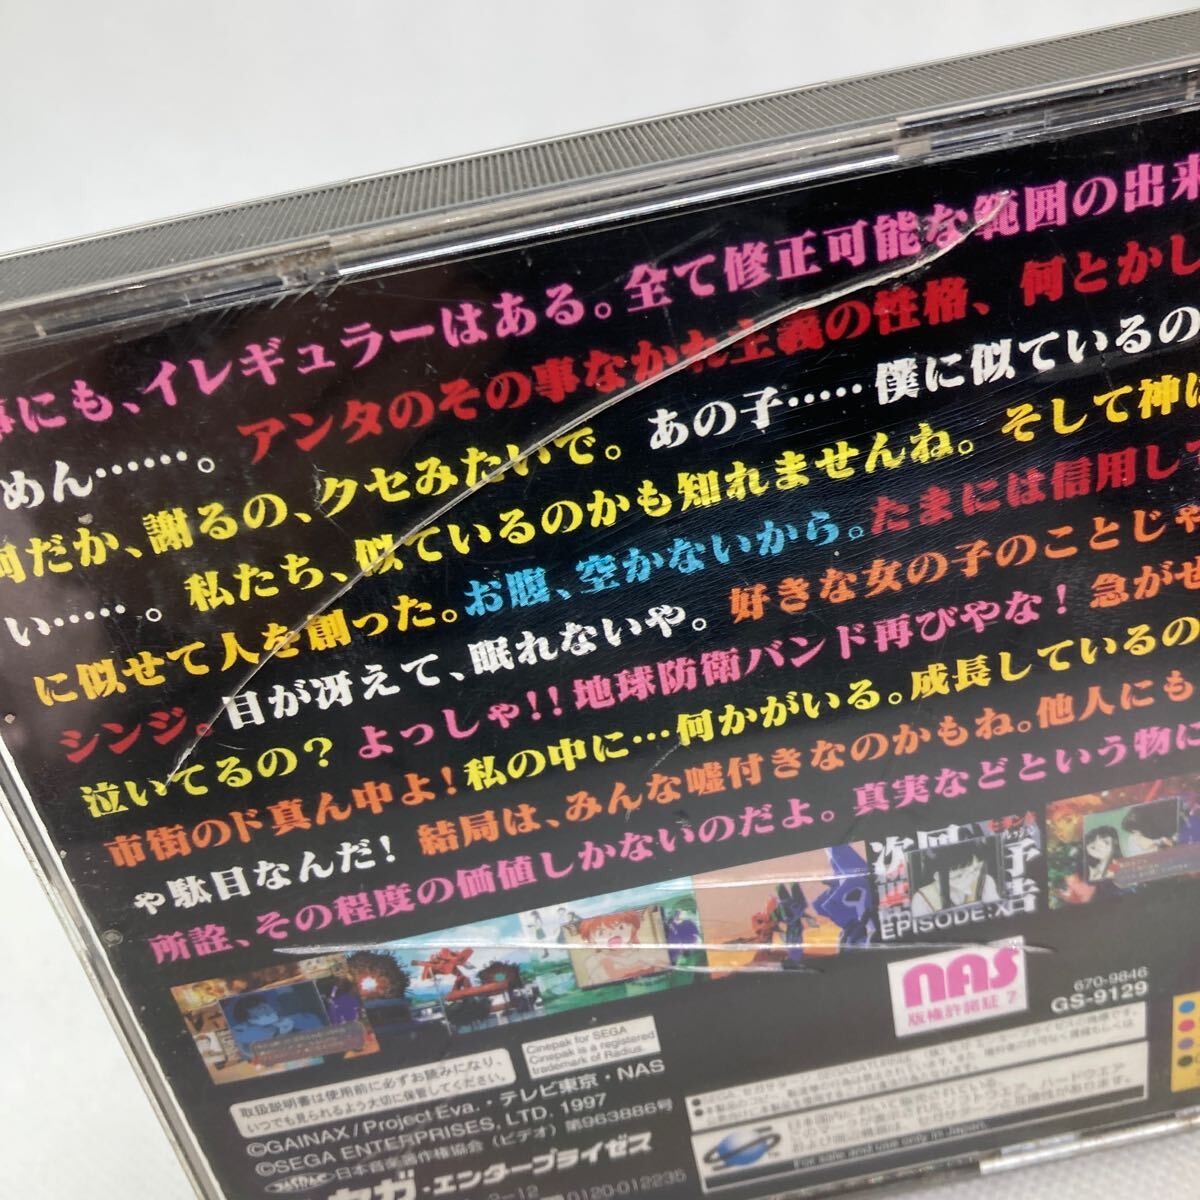 事にも、イレギュラーはある。全て修正可能な範囲の出来
めん……。アンタのその事なかれ主義の性格、何とかし
何だか、謝るの、クセみたいで。あの子……僕に似ているの
い……。私たち、似ているのかも知れませんね。そして神は
に似せて人を創った。お腹、空かないから。たまには信用して
シンジ。目が冴えて、眠れないや。好きな女の子のことじゃ
泣いてるの？よっしゃ!!地球防衛バンド再びやな！急がせ
市街のド真ん中よ！私の中に…何かがいる。成長しているの
や駄目なんだ！結局は、みんな嘘付きなのかもね。他人にも
所詮、その程度の価値しかないのだよ。真実などという物に
次回予告
EPISODE:X
nas
版権許諾証 7
670-9846
GS-9129
Cinepak for SEGA
Cinepak is a registered
trademark of Radius.
取扱説明書は使用前に必ずお読みになり、
いつでも見られるよう大切に保管してください。
©GAINAX/Project Eva.・テレビ東京・NAS
©SEGA ENTERPRISES, LTD. 1997
日本音楽著作権協会（ビデオ）第963886号
セガ・エンタープライゼス
0120-012235
For sale and use only in Japan.